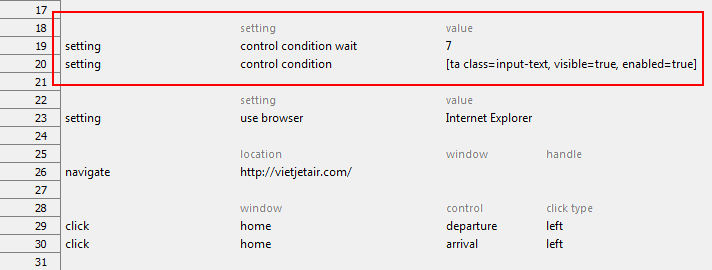 17
18 setting value
19 setting control condition wait 7
20 setting control condition [ta class=input-text, visible=true, enabled=true]
21
22 setting value
23 setting use browser Internet Explorer
24
25 location window handle
26 navigate http://vietjetair.com/
27
28 window control click type
29 click home departure left
30 click home arrival left
31